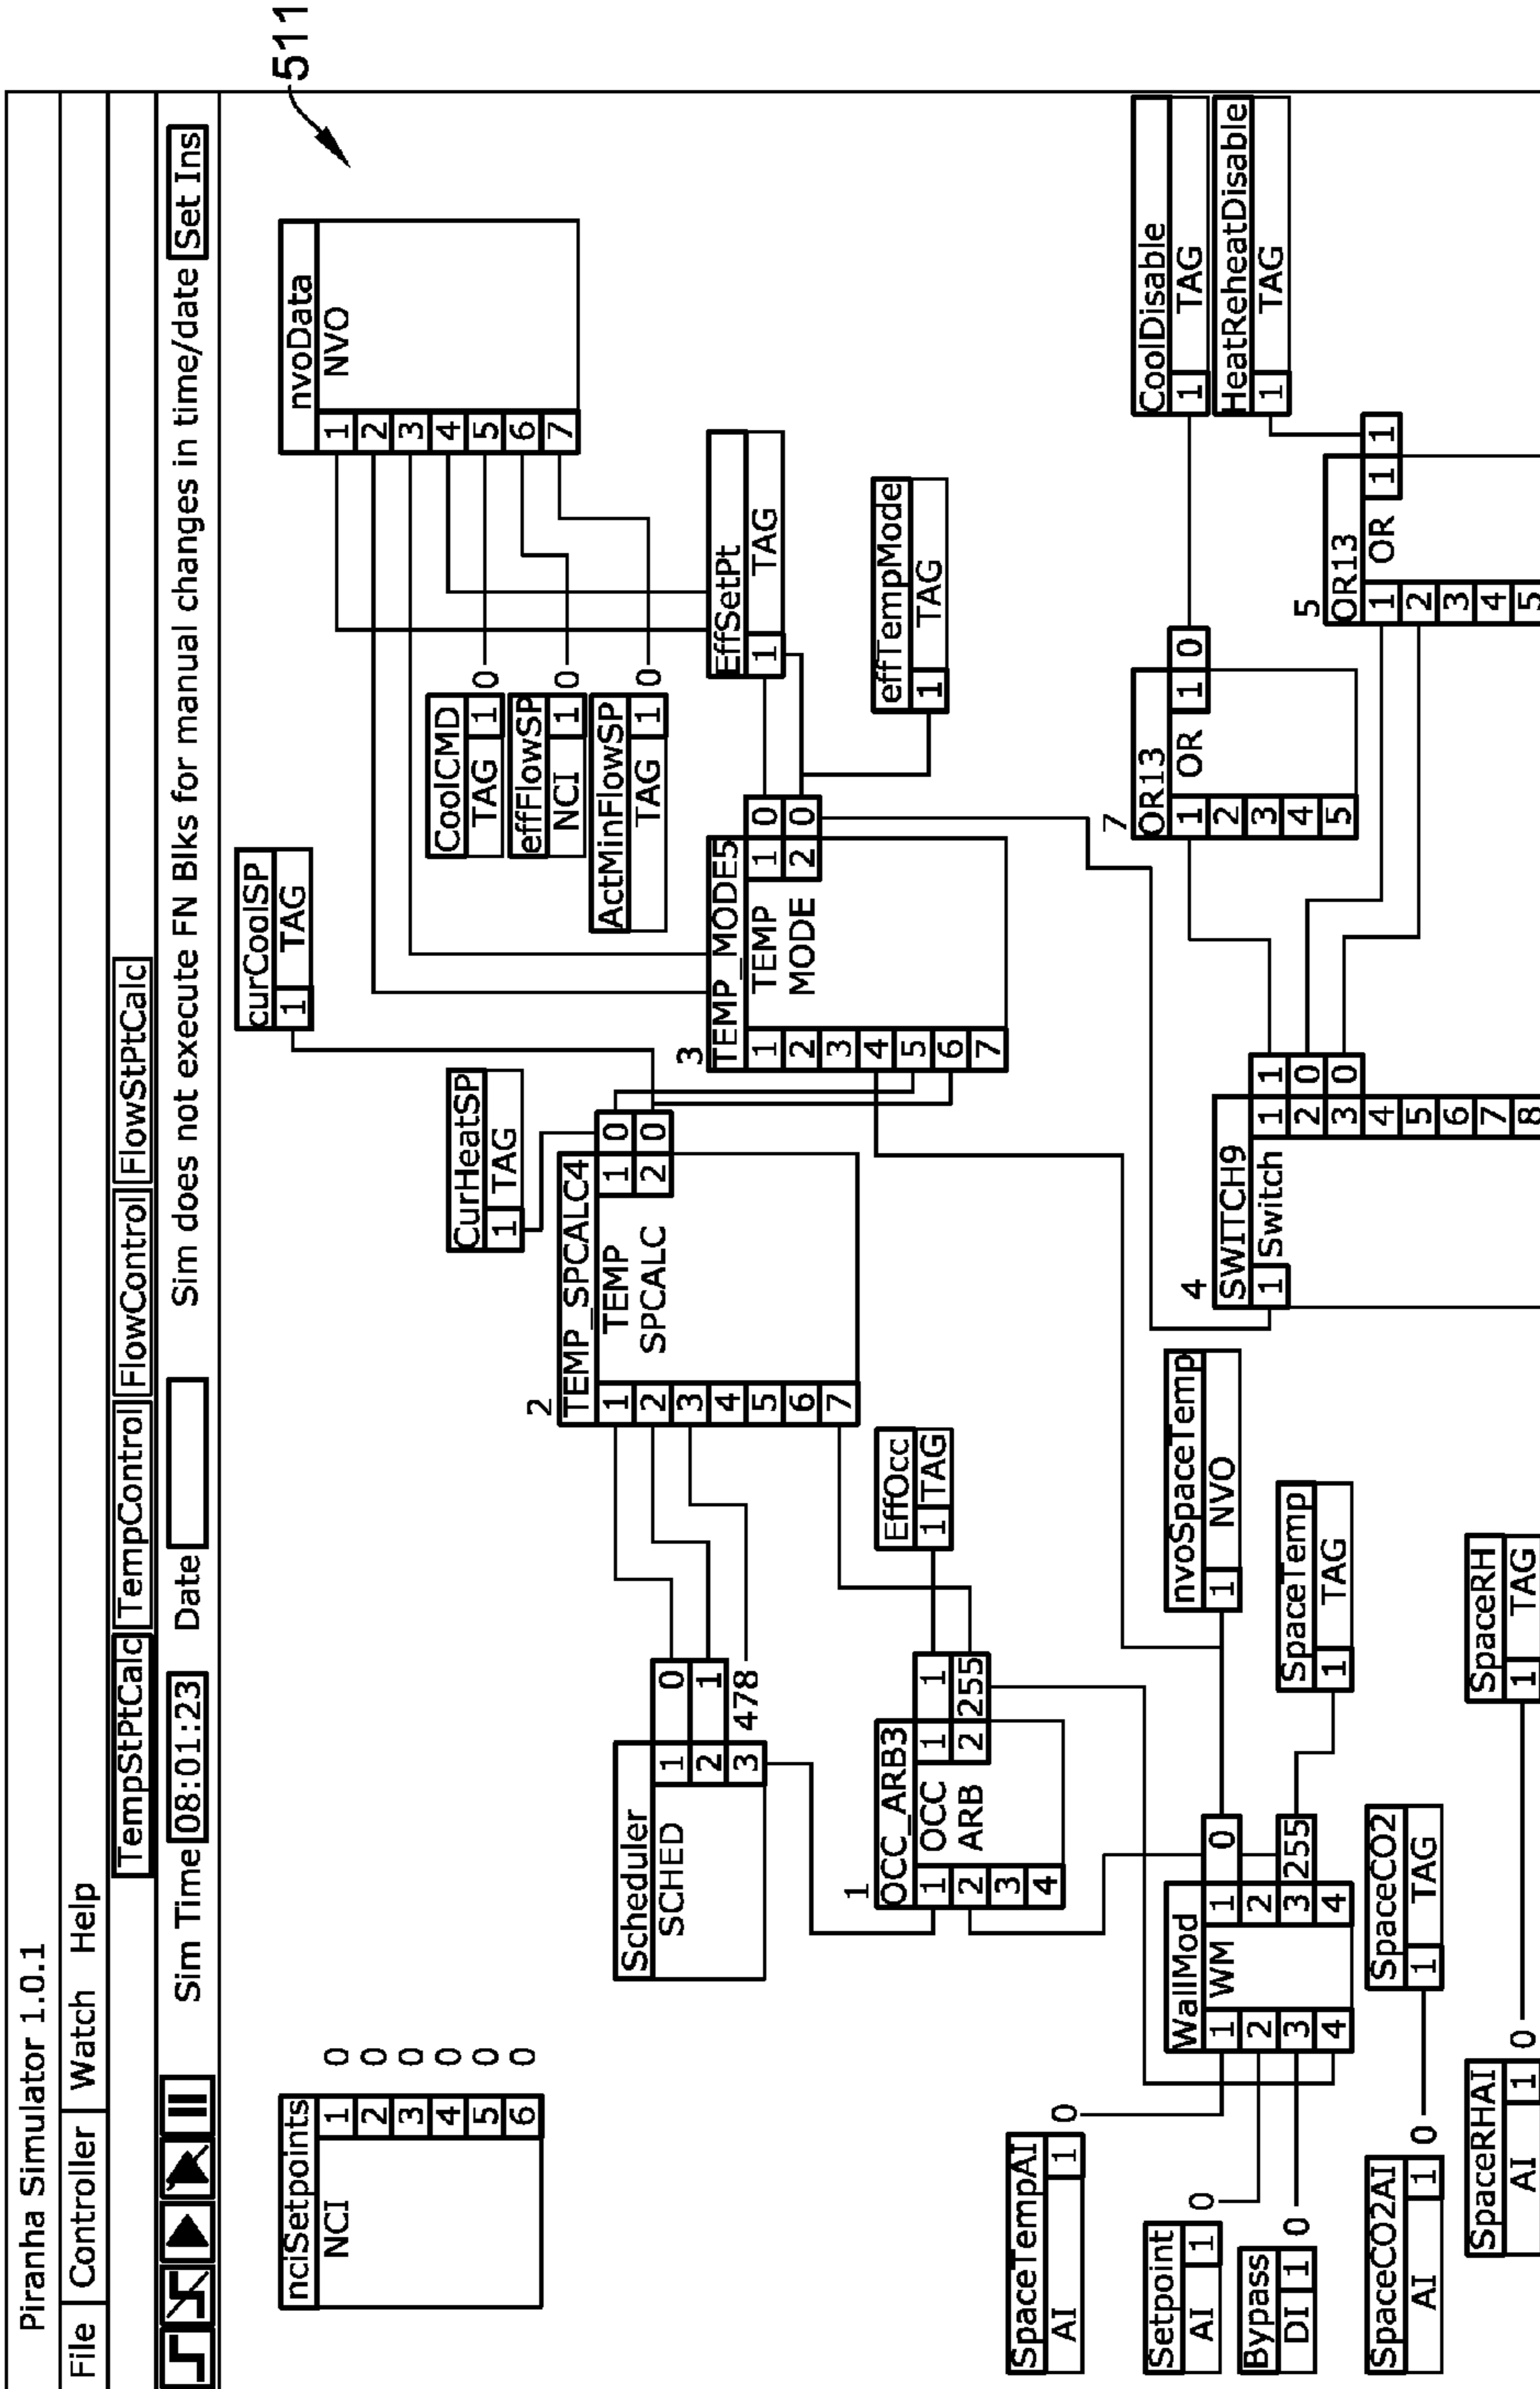 Piranha Simulator 1.0.1
File Controller Watch Help
TempStPtCalc TempControl FlowControl FlowStPtCalc
Sim Time 08:01:23 Date Sim does not execute FN Blks for manual changes in time/date Set Ins
511
nciSetpoints
NCI
1 0
2 0
3 0
4 0
5 0
6 0
Scheduler
SCHED
1 0
2 1
3 478
curCoolSP
1 TAG
CurHeatSP
1 TAG
2
TEMP_SPCALC4
TEMP
SPCALC
1
2
3
4
5
6
7
1 0
2 0
nvoData
NVO
1
2
3
4
5
6
7
CoolCMD
TAG 1 0
effFlowSP
NCI 1 0
ActMinFlowSP
TAG 1 0
EffSetPt
1 TAG
3
TEMP_MODE5
TEMP
MODE
1
2
3
4
5
6
7
1 0
2 0
effTempMode
1 TAG
1
OCC_ARB3
OCC
ARB
1
2
3
4
1 1
2 255
EffOcc
1 TAG
SpaceTempAI
AI 1 0
Setpoint
AI 1 0
Bypass
DI 1 0
SpaceCO2AI
AI 1 0
SpaceRHAI
AI 1 0
WallMod
WM
1
2
3
4
1 0
2
3 255
4
SpaceCO2
1 TAG
nvoSpaceTemp
1 NVO
SpaceTemp
1 TAG
SpaceRH
1 TAG
4
SWITCH9
1 Switch
1 1
2 0
3 0
4
5
6
7
8
7
OR13
OR
1
2
3
4
5
1 0
CoolDisable
1 TAG
HeatReheatDisable
1 TAG
5
OR13
OR
1
2
3
4
5
1 1